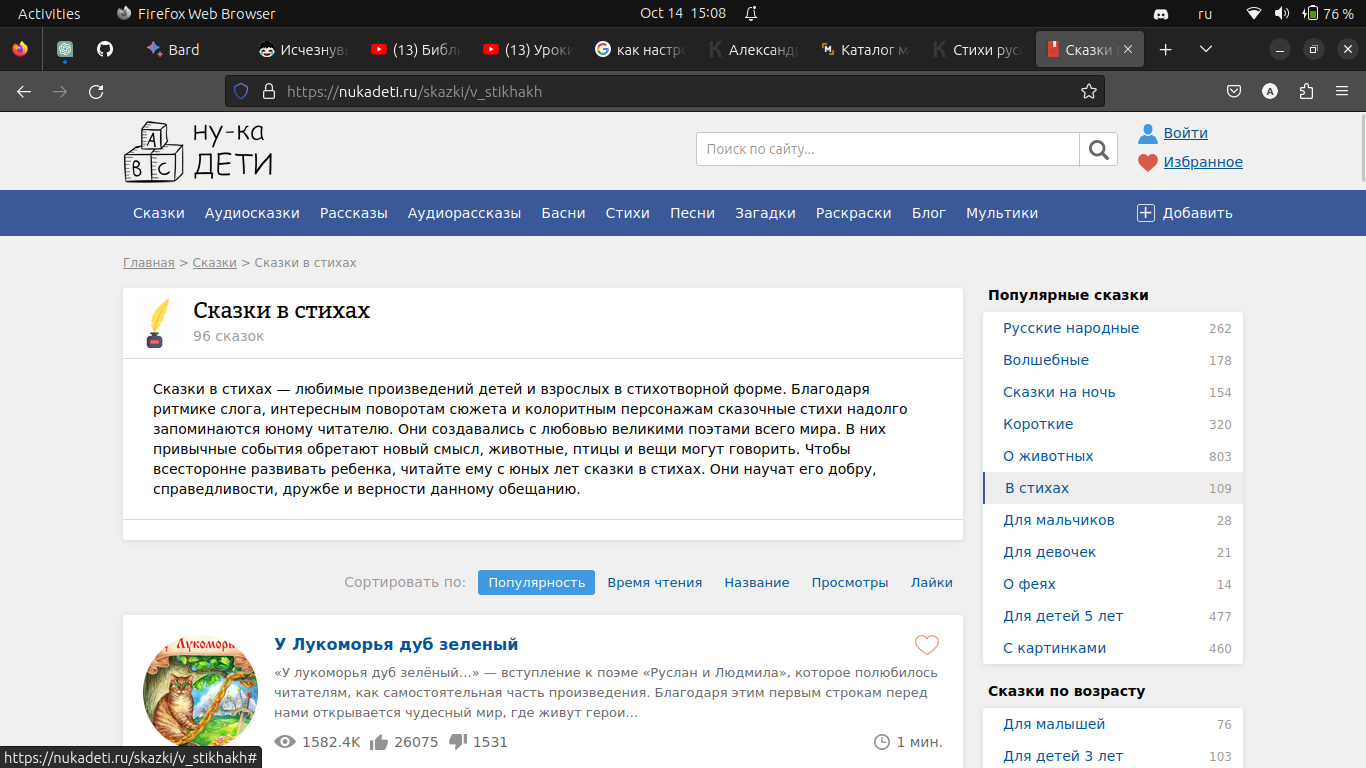 Activities Firefox Web Browser Oct 14 15:08 ru 76 %
Bard Исчезнув (13) Библи (13) Уроки как настро Александ Каталог м Стихи рус Сказки в
https://nukadeti.ru/skazki/v_stikhakh A
ну-ка
ДЕТИ
A B C
Поиск по сайту...
Войти
Избранное
Сказки Аудиосказки Рассказы Аудиорассказы Басни Стихи Песни Загадки Раскраски Блог Мультики Добавить
Главная > Сказки > Сказки в стихах
Сказки в стихах
96 сказок
Сказки в стихах — любимые произведений детей и взрослых в стихотворной форме. Благодаря
ритмике слога, интересным поворотам сюжета и колоритным персонажам сказочные стихи надолго
запоминаются юному читателю. Они создавались с любовью великими поэтами всего мира. В них
привычные события обретают новый смысл, животные, птицы и вещи могут говорить. Чтобы
всесторонне развивать ребенка, читайте ему с юных лет сказки в стихах. Они научат его добру,
справедливости, дружбе и верности данному обещанию.
Сортировать по: Популярность Время чтения Название Просмотры Лайки
Лукоморь
У Лукоморья дуб зеленый
«У лукоморья дуб зелёный…» — вступление к поэме «Руслан и Людмила», которое полюбилось
читателям, как самостоятельная часть произведения. Благодаря этим первым строкам перед
нами открывается чудесный мир, где живут герои…
1582.4K 26075 1531 1 мин.
Популярные сказки
Русские народные 262
Волшебные 178
Сказки на ночь 154
Короткие 320
О животных 803
В стихах 109
Для мальчиков 28
Для девочек 21
О феях 14
Для детей 5 лет 477
С картинками 460
Сказки по возрасту
Для малышей 76
Для детей 3 лет 103
https://nukadeti.ru/skazki/v_stikhakh#